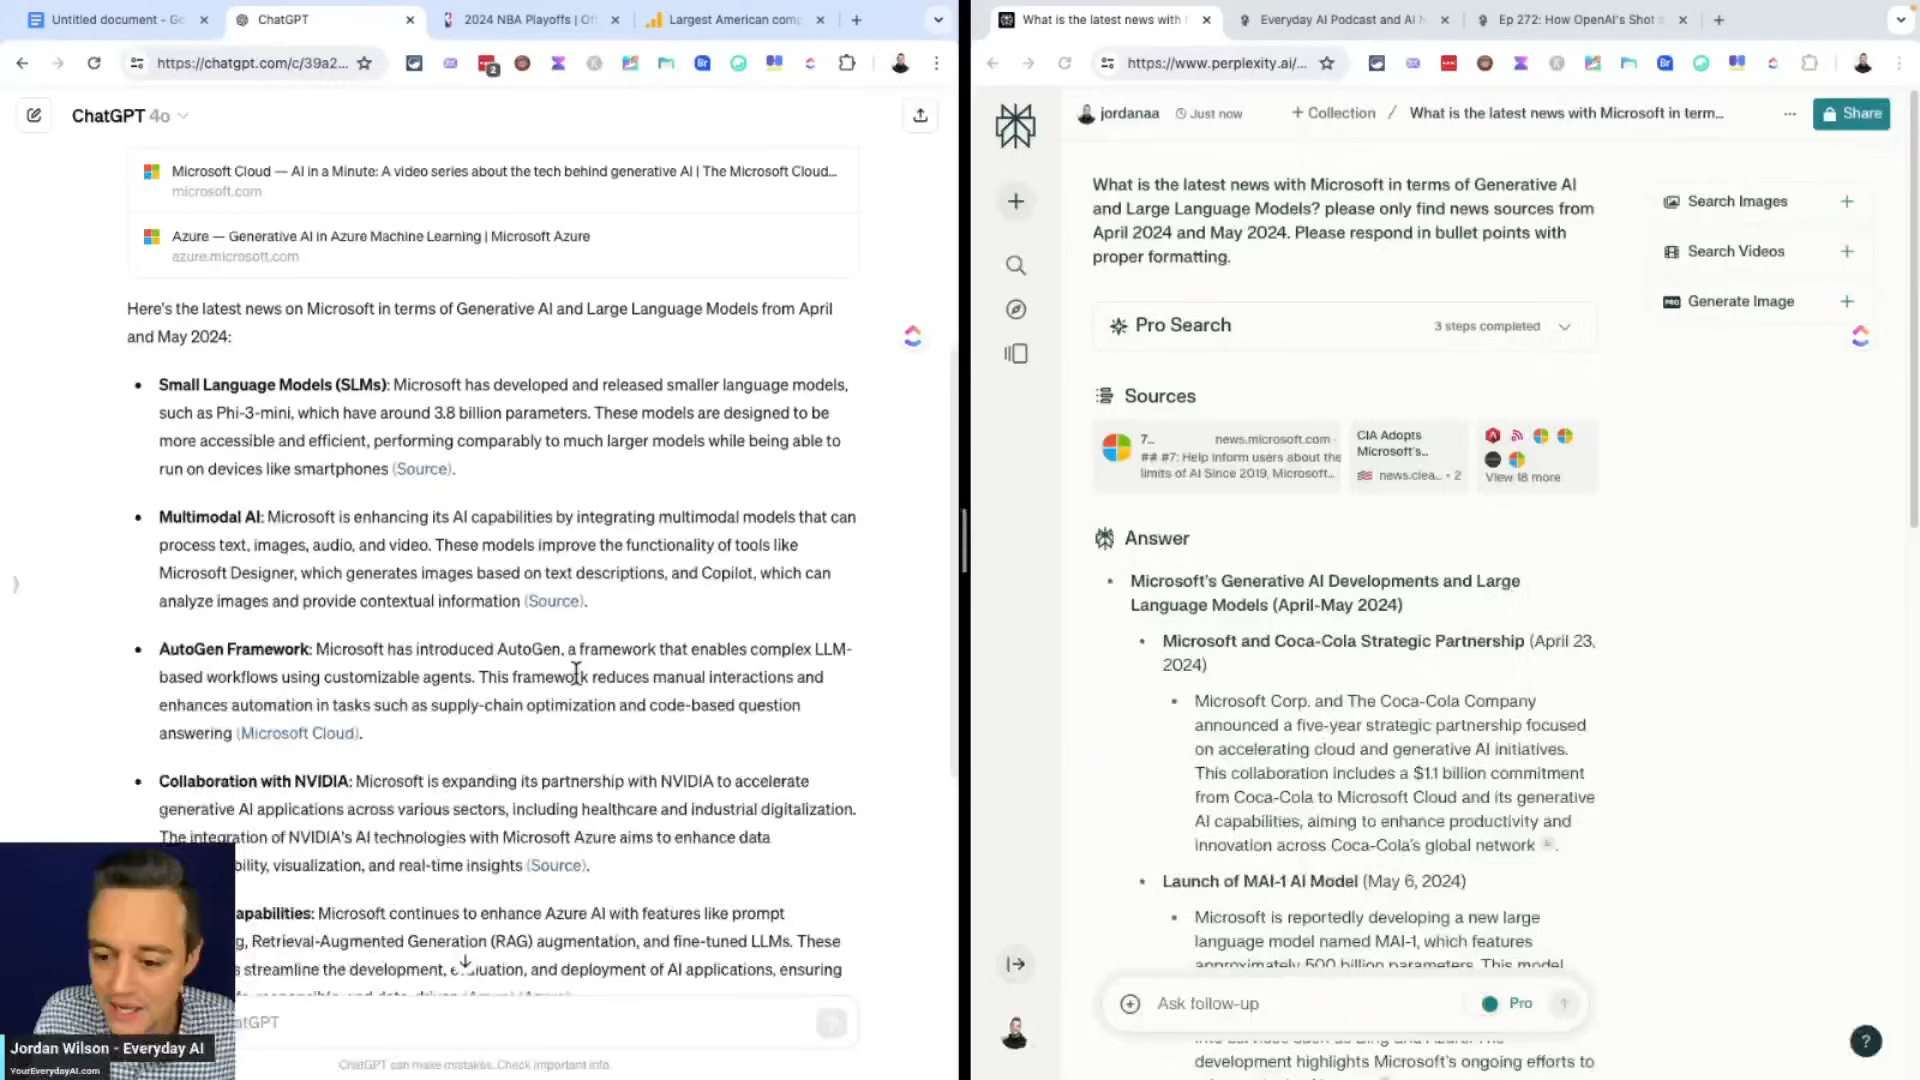 Untitled document - Go
ChatGPT
2024 NBA Playoffs | Off
Largest American comp
https://chatgpt.com/c/39a2...
2
ChatGPT 4o
Microsoft Cloud — AI in a Minute: A video series about the tech behind generative AI | The Microsoft Cloud...
microsoft.com
Azure — Generative AI in Azure Machine Learning | Microsoft Azure
azure.microsoft.com
Here's the latest news on Microsoft in terms of Generative AI and Large Language Models from April
and May 2024:
• Small Language Models (SLMs): Microsoft has developed and released smaller language models,
such as Phi-3-mini, which have around 3.8 billion parameters. These models are designed to be
more accessible and efficient, performing comparably to much larger models while being able to
run on devices like smartphones (Source).
• Multimodal AI: Microsoft is enhancing its AI capabilities by integrating multimodal models that can
process text, images, audio, and video. These models improve the functionality of tools like
Microsoft Designer, which generates images based on text descriptions, and Copilot, which can
analyze images and provide contextual information (Source).
• AutoGen Framework: Microsoft has introduced AutoGen, a framework that enables complex LLM-
based workflows using customizable agents. This framework reduces manual interactions and
enhances automation in tasks such as supply-chain optimization and code-based question
answering (Microsoft Cloud).
• Collaboration with NVIDIA: Microsoft is expanding its partnership with NVIDIA to accelerate
generative AI applications across various sectors, including healthcare and industrial digitalization.
The integration of NVIDIA's AI technologies with Microsoft Azure aims to enhance data
bility, visualization, and real-time insights (Source).
apabilities: Microsoft continues to enhance Azure AI with features like prompt
g, Retrieval-Augmented Generation (RAG) augmentation, and fine-tuned LLMs. These
streamline the development, evaluation, and deployment of AI applications, ensuring
atGPT
ChatGPT can make mistakes. Check important info.
Jordan Wilson - Everyday AI
YourEverydayAI.com
What is the latest news with
Everyday AI Podcast and AI N
Ep 272: How OpenAI's Shot
https://www.perplexity.ai/...
Br
jordanaa
Just now
+ Collection / What is the latest news with Microsoft in term...
Share
What is the latest news with Microsoft in terms of Generative AI
and Large Language Models? please only find news sources from
April 2024 and May 2024. Please respond in bullet points with
proper formatting.
Search Images
Search Videos
PRO Generate Image
Pro Search
3 steps completed
Sources
7...
news.microsoft.com ·
## #7: Help inform users about the
limits of AI Since 2019, Microsoft...
CIA Adopts
Microsoft's...
news.clea... · 2
View 18 more
Answer
• Microsoft's Generative AI Developments and Large
Language Models (April-May 2024)
• Microsoft and Coca-Cola Strategic Partnership (April 23,
2024)
• Microsoft Corp. and The Coca-Cola Company
announced a five-year strategic partnership focused
on accelerating cloud and generative AI initiatives.
This collaboration includes a $1.1 billion commitment
from Coca-Cola to Microsoft Cloud and its generative
AI capabilities, aiming to enhance productivity and
innovation across Coca-Cola's global network
• Launch of MAI-1 AI Model (May 6, 2024)
• Microsoft is reportedly developing a new large
language model named MAI-1, which features
approximately 500 billion parameters. This model
Ask follow-up
Pro
development highlights Microsoft's ongoing efforts to
?